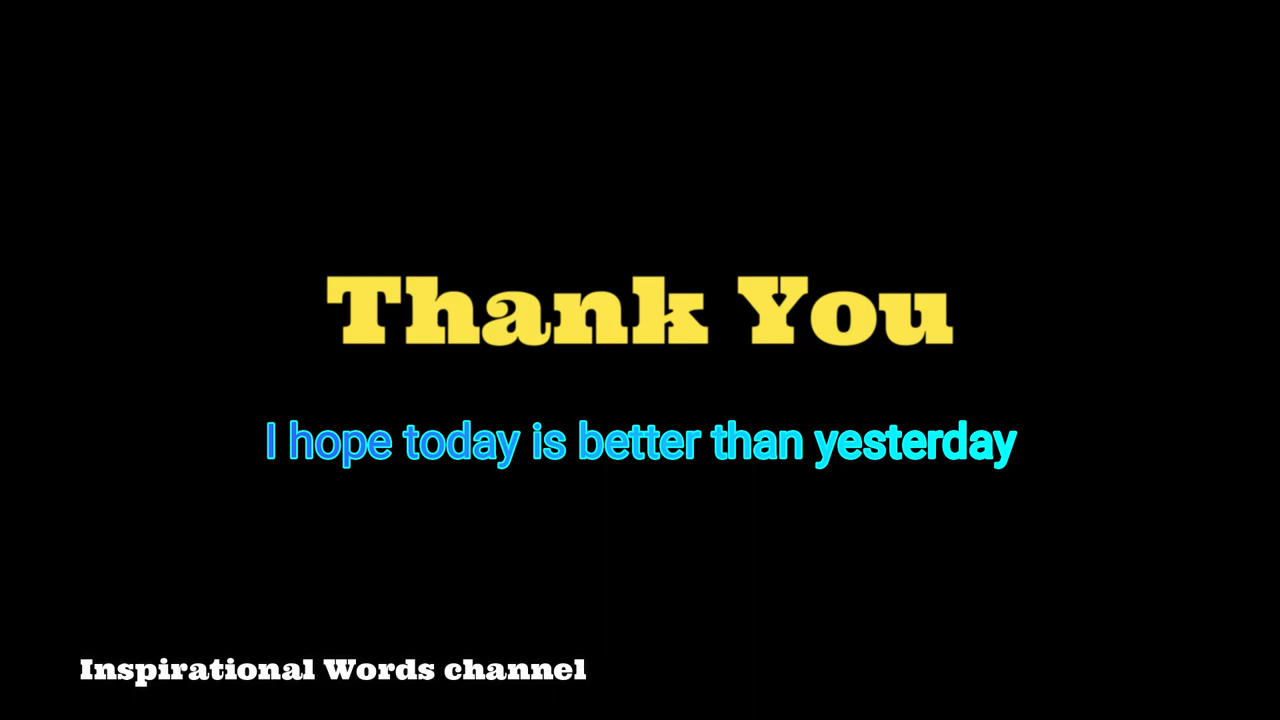 Thank You
I hope today is better than yesterday
Inspirational Words channel